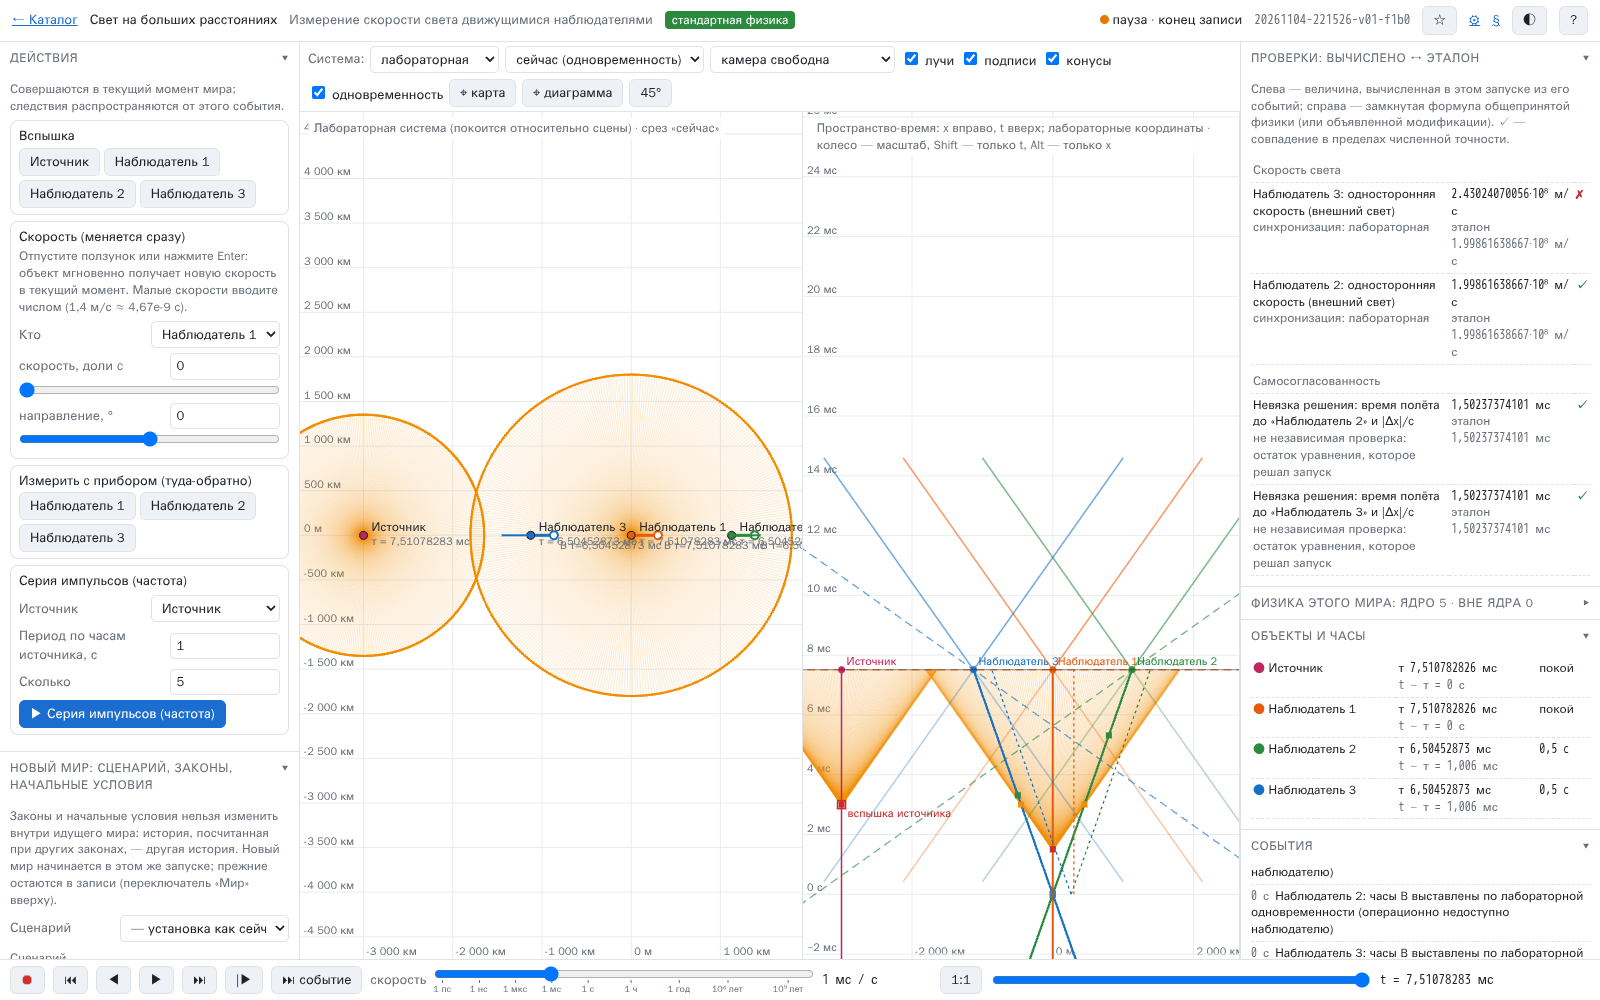 ← Каталог Свет на больших расстояниях Измерение скорости света движущимися наблюдателями стандартная физика
пауза · конец записи 20261104-221526-v01-f1b0 ☆ ⚙ § ?
ДЕЙСТВИЯ
Совершаются в текущий момент мира;
следствия распространяются от этого события.
Вспышка
Источник Наблюдатель 1
Наблюдатель 2 Наблюдатель 3
Скорость (меняется сразу)
Отпустите ползунок или нажмите Enter:
объект мгновенно получает новую скорость
в текущий момент. Малые скорости вводите
числом (1,4 м/с ≈ 4,67e-9 c).
Кто Наблюдатель 1
скорость, доли c 0
направление, ° 0
Измерить с прибором (туда-обратно)
Наблюдатель 1 Наблюдатель 2
Наблюдатель 3
Серия импульсов (частота)
Источник Источник
Период по часам
источника, с 1
Сколько 5
▶ Серия импульсов (частота)
НОВЫЙ МИР: СЦЕНАРИЙ, ЗАКОНЫ,
НАЧАЛЬНЫЕ УСЛОВИЯ
Законы и начальные условия нельзя изменить
внутри идущего мира: история, посчитанная
при других законах, — другая история. Новый
мир начинается в этом же запуске; прежние
остаются в записи (переключатель «Мир»
вверху).
Сценарий — установка как сейч
Сценарий
Система: лабораторная сейчас (одновременность) камера свободна лучи подписи конусы
одновременность ⌖ карта ⌖ диаграмма 45°
Лабораторная система (покоится относительно сцены) · срез «сейчас»
4 000 км
3 500 км
3 000 км
2 500 км
2 000 км
1 500 км
1 000 км
500 км
0 м
-500 км
-1 000 км
-1 500 км
-2 000 км
-2 500 км
-3 000 км
-3 500 км
-4 000 км
-4 500 км
Источник Наблюдатель 3 Наблюдатель 1
τ = 7,51078283 мс
-3 000 км -2 000 км -1 000 км 0 м 1 000 км
Пространство-время: x вправо, t вверх; лабораторные координаты ·
колесо — масштаб, Shift — только t, Alt — только x
24 мс
22 мс
20 мс
18 мс
16 мс
14 мс
12 мс
10 мс
8 мс
6 мс
4 мс
2 мс
0 с
−2 мс
Источник Наблюдатель 3 Наблюдатель 1 Наблюдатель 2
вспышка источника
-2 000 км 0 м 2 000 км
ПРОВЕРКИ: ВЫЧИСЛЕНО ↔ ЭТАЛОН
Слева — величина, вычисленная в этом запуске из его
событий; справа — замкнутая формула общепринятой
физики (или объявленной модификации). ✓ —
совпадение в пределах численной точности.
Скорость света
Наблюдатель 3: односторонняя 2.43024070056·10⁸ м/ ✗
скорость (внешний свет) с
синхронизация: лабораторная эталон
1.99861638667·10⁸ м/
с
Наблюдатель 2: односторонняя 1.99861638667·10⁸ м/ ✓
скорость (внешний свет) с
синхронизация: лабораторная эталон
1.99861638667·10⁸ м/
с
Самосогласованность
Невязка решения: время полёта 1,50237374101 мс ✓
до «Наблюдатель 2» и |Δx|/c эталон
не независимая проверка: 1,50237374101 мс
остаток уравнения, которое
решал запуск
Невязка решения: время полёта 1,50237374101 мс ✓
до «Наблюдатель 3» и |Δx|/c эталон
не независимая проверка: 1,50237374101 мс
остаток уравнения, которое
решал запуск
ФИЗИКА ЭТОГО МИРА: ЯДРО 5 · ВНЕ ЯДРА 0
ОБЪЕКТЫ И ЧАСЫ
Источник τ 7,510782826 мс покой
t − τ = 0 с
Наблюдатель 1 τ 7,510782826 мс покой
t − τ = 0 с
Наблюдатель 2 τ 6,50452873 мс 0,5 c
t − τ = 1,006 мс
Наблюдатель 3 τ 6,50452873 мс 0,5 c
t − τ = 1,006 мс
СОБЫТИЯ
наблюдателю)
0 с Наблюдатель 2: часы B выставлены по лабораторной
одновременности (операционно недоступно
наблюдателю)
0 с Наблюдатель 3: часы B выставлены по лабораторной
⏭ событие скорость 1 мс / с 1:1 t = 7,51078283 мс
1 пс 1 нс 1 мкс 1 мс 1 с 1 ч 1 год 10⁴ лет 10⁹ лет